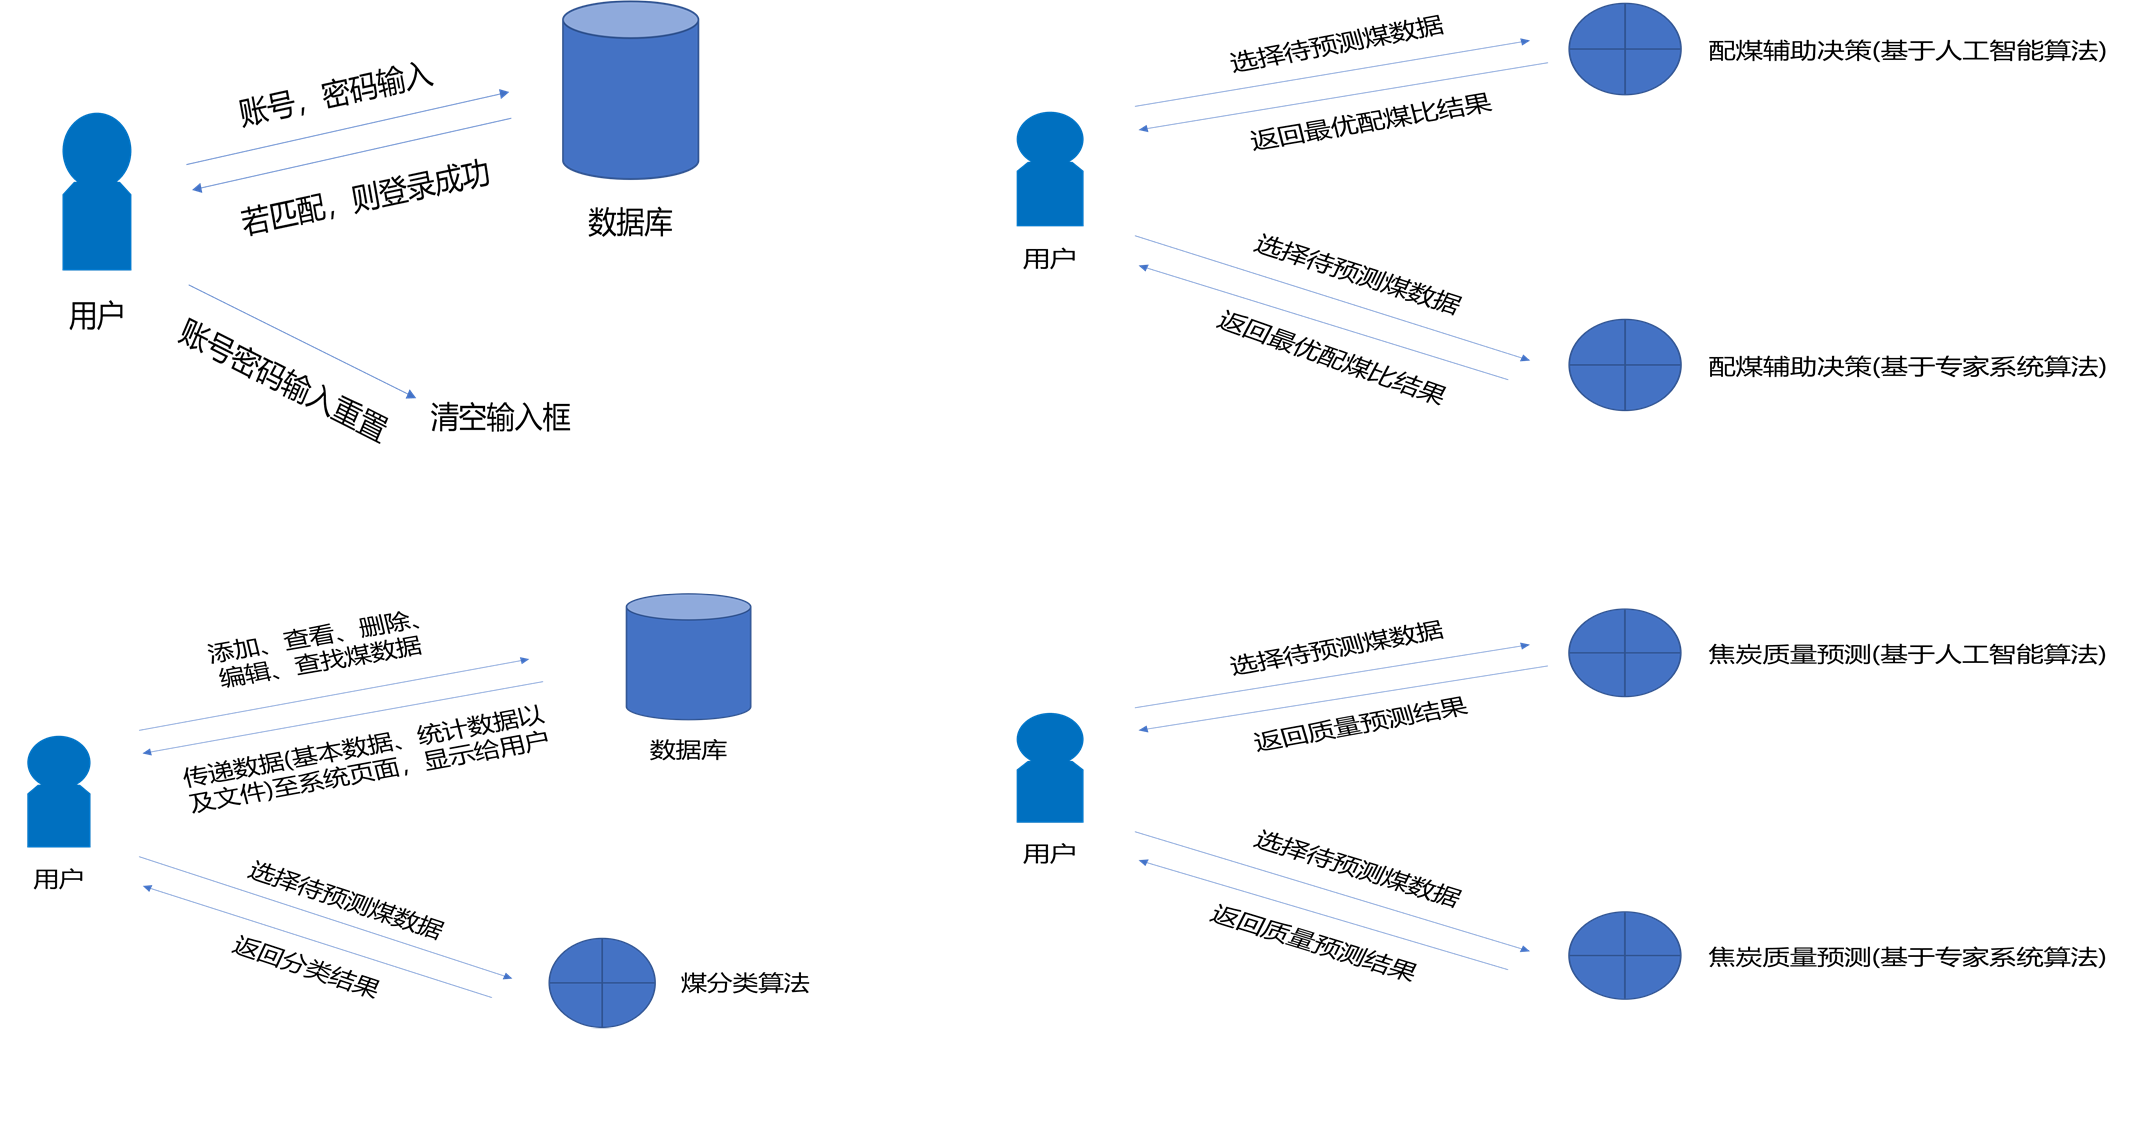 账号，密码输入
若匹配，则登录成功
数据库
用户
账号密码输入重置
清空输入框
选择待预测煤数据
配煤辅助决策(基于人工智能算法)
返回最优配煤比结果
用户
选择待预测煤数据
返回最优配煤比结果
配煤辅助决策(基于专家系统算法)
添加、查看、删除、
编辑、查找煤数据
传递数据(基本数据、统计数据以
及文件)至系统页面，显示给用户
数据库
用户
选择待预测煤数据
返回分类结果
煤分类算法
选择待预测煤数据
焦炭质量预测(基于人工智能算法)
返回质量预测结果
用户
选择待预测煤数据
返回质量预测结果
焦炭质量预测(基于专家系统算法)